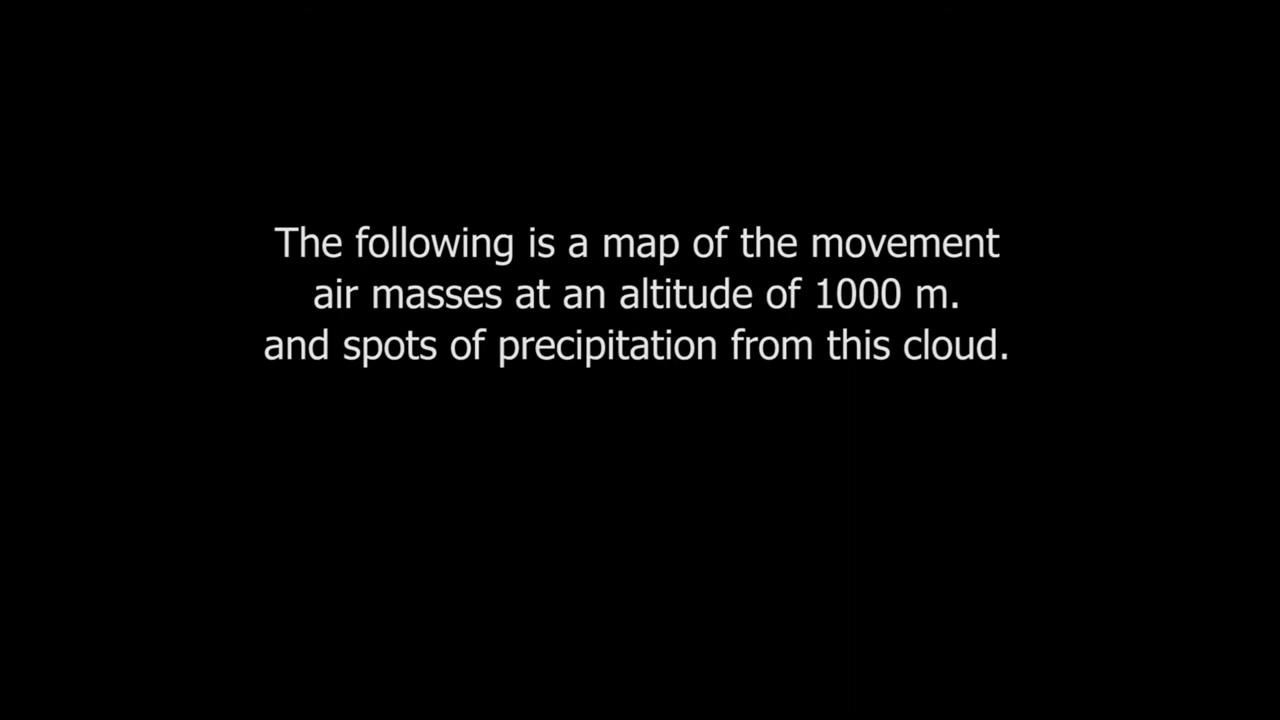 The following is a map of the movement
air masses at an altitude of 1000 m.
and spots of precipitation from this cloud.